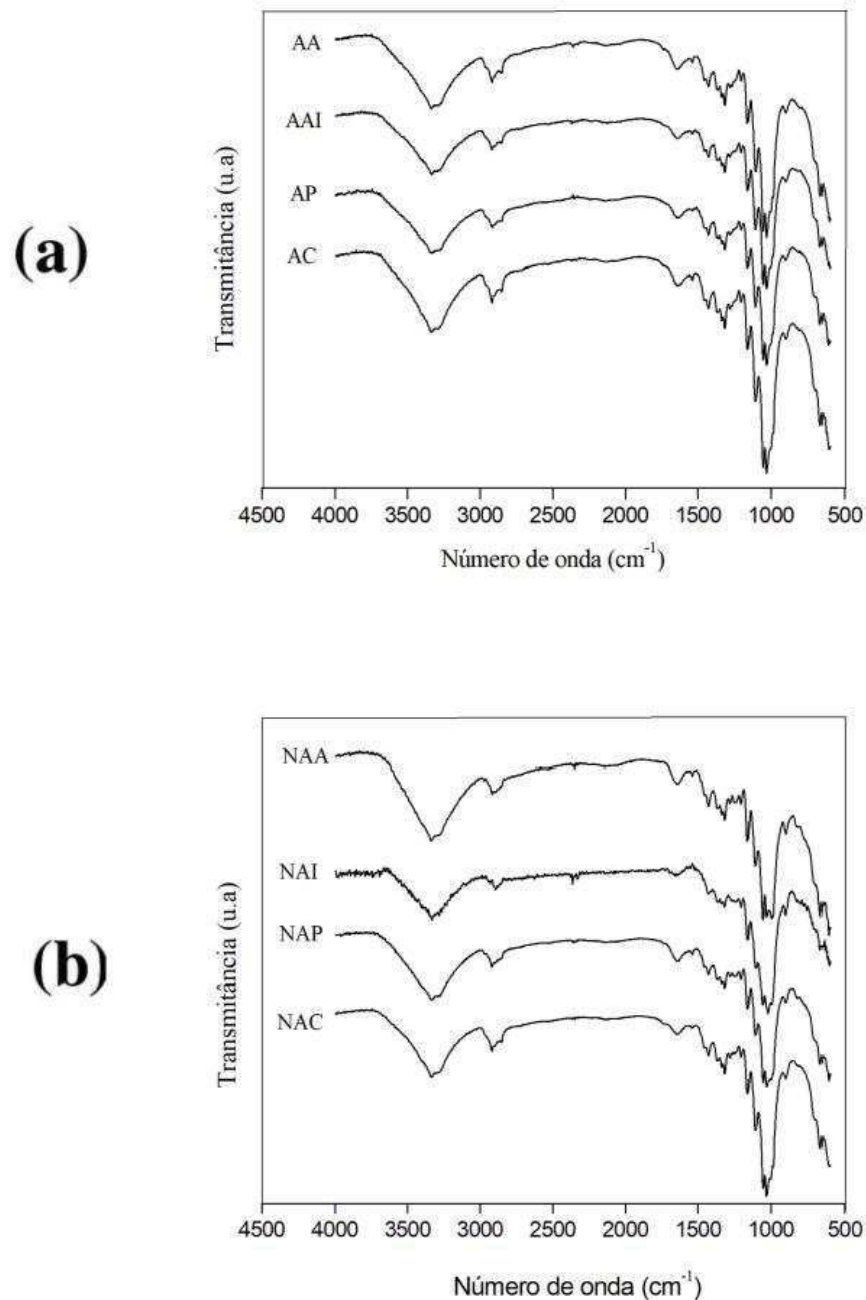 (a)
Transmitância (u.a)
AA
AAI
AP
AC
4500 4000 3500 3000 2500 2000 1500 1000 500
Número de onda (cm-1)
(b)
Transmitância (u.a)
NAA
NAI
NAP
NAC
4500 4000 3500 3000 2500 2000 1500 1000 500
Número de onda (cm-1)